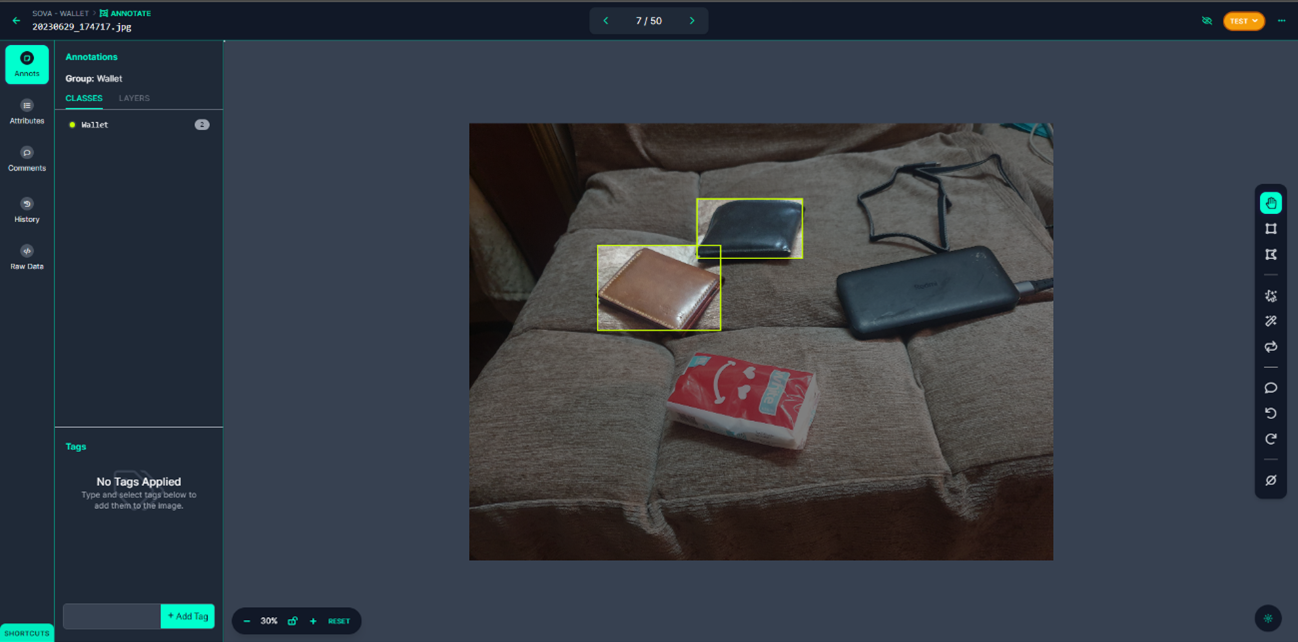 SOVA - WALLET > ANNOTATE
20230629_174717.jpg
7 / 50
TEST
Annots
Attributes
Comments
History
Raw Data
Annotations
Group: Wallet
CLASSES LAYERS
Wallet 2
Tags
No Tags Applied
Type and select tags below to
add them to the image.
+ Add Tag
SHORTCUTS
30%
RESET